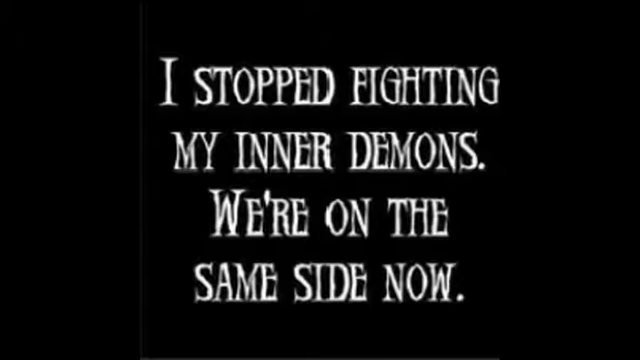 I STOPPED FIGHTING
MY INNER DEMONS.
WE'RE ON THE
SAME SIDE NOW.